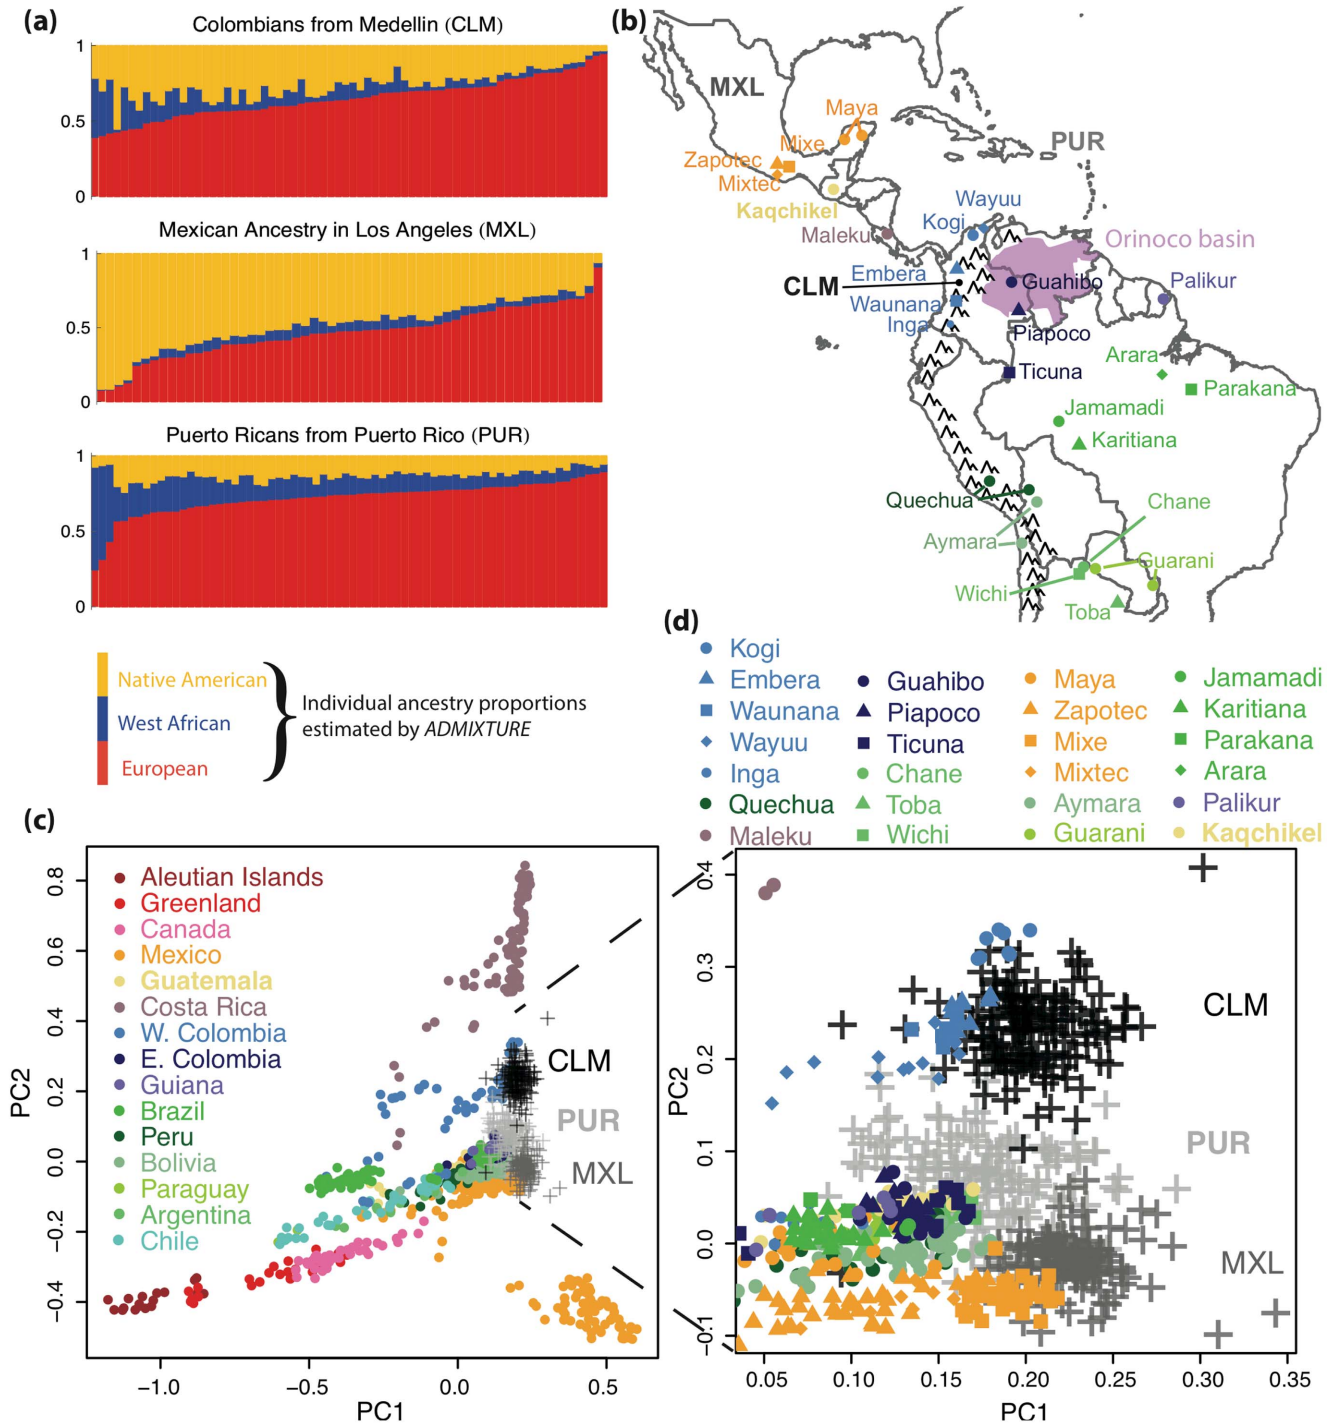 (a)
Colombians from Medellin (CLM)
1
0.5
0
Mexican Ancestry in Los Angeles (MXL)
1
0.5
0
Puerto Ricans from Puerto Rico (PUR)
1
0.5
0
Native American
West African
European
Individual ancestry proportions
estimated by ADMIXTURE
(b)
MXL
Maya
Mixe
Zapotec
Mixtec
Kaqchikel
PUR
Wayuu
Kogi
Maleku
Orinoco basin
Embera
CLM
Guahibo
Palikur
Waunana
Inga
Piapoco
Arara
Ticuna
Parakana
Jamamadi
Karitiana
Quechua
Chane
Aymara
Guarani
Wichi
Toba
(c)
Aleutian Islands
Greenland
Canada
Mexico
Guatemala
Costa Rica
W. Colombia
E. Colombia
Guiana
Brazil
Peru
Bolivia
Paraguay
Argentina
Chile
CLM
PUR
MXL
PC2
0.8
0.6
0.4
0.2
0.0
−0.2
−0.4
−1.0
−0.5
0.0
0.5
PC1
(d)
Kogi
Embera
Waunana
Wayuu
Inga
Quechua
Maleku
Guahibo
Piapoco
Ticuna
Chane
Toba
Wichi
Maya
Zapotec
Mixe
Mixtec
Aymara
Guarani
Jamamadi
Karitiana
Parakana
Arara
Palikur
Kaqchikel
CLM
PUR
MXL
PC2
0.4
0.3
0.2
0.1
0.0
−0.1
0.05
0.10
0.15
0.20
0.25
0.30
0.35
PC1